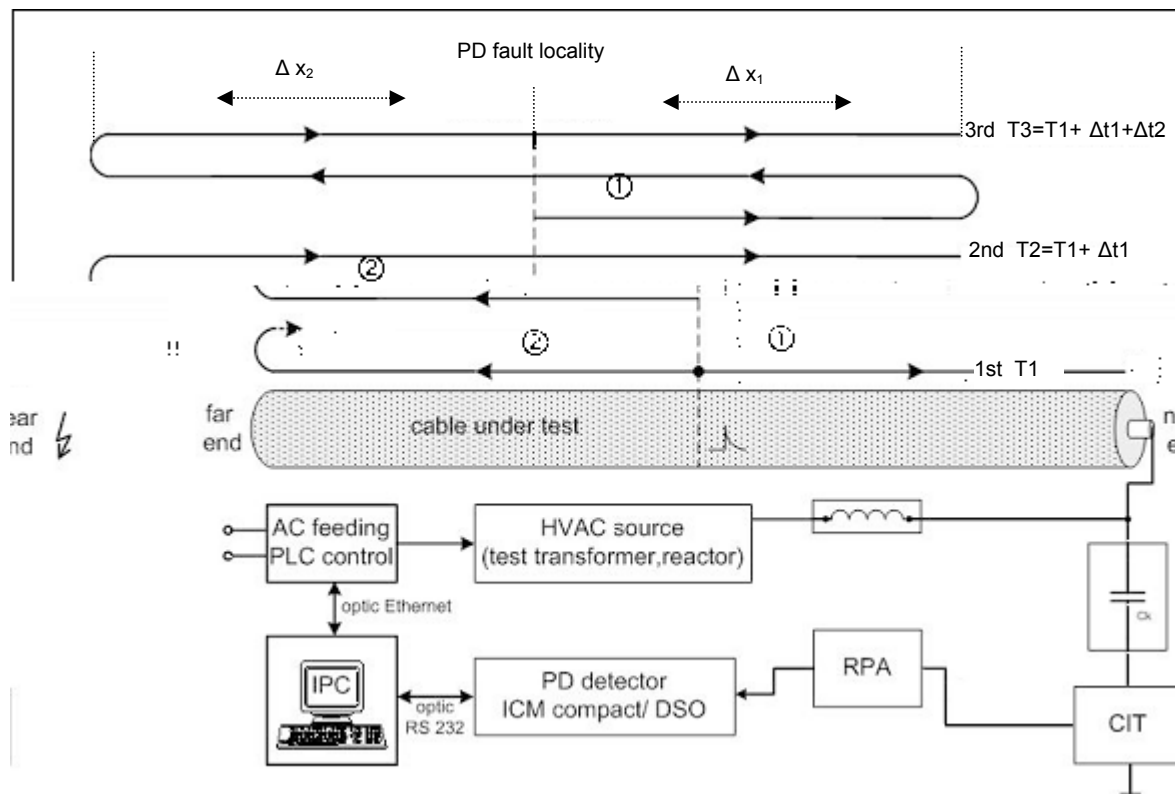 PD fault locality
Δ x₂
Δ x₁
3rd T3=T1+ Δt1+Δt2
①
2nd T2=T1+ Δt1
②
② ①
1st T1
far
end
cable under test
AC feeding
PLC control
HVAC source
(test transformer,reactor)
optic Ethernet
IPC
optic
RS 232
PD detector
ICM compact/ DSO
RPA
CIT